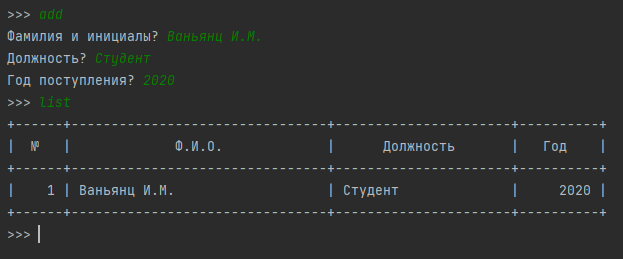 >>> add
Фамилия и инициалы? Ваньянц И.М.
Должность? Студент
Год поступления? 2020
>>> list
+------+--------------------------------+----------------------+----------+
|  №   |             Ф.И.О.             |      Должность       |   Год    |
+------+--------------------------------+----------------------+----------+
|    1 | Ваньянц И.М.                   | Студент              |     2020 |
+------+--------------------------------+----------------------+----------+
>>>